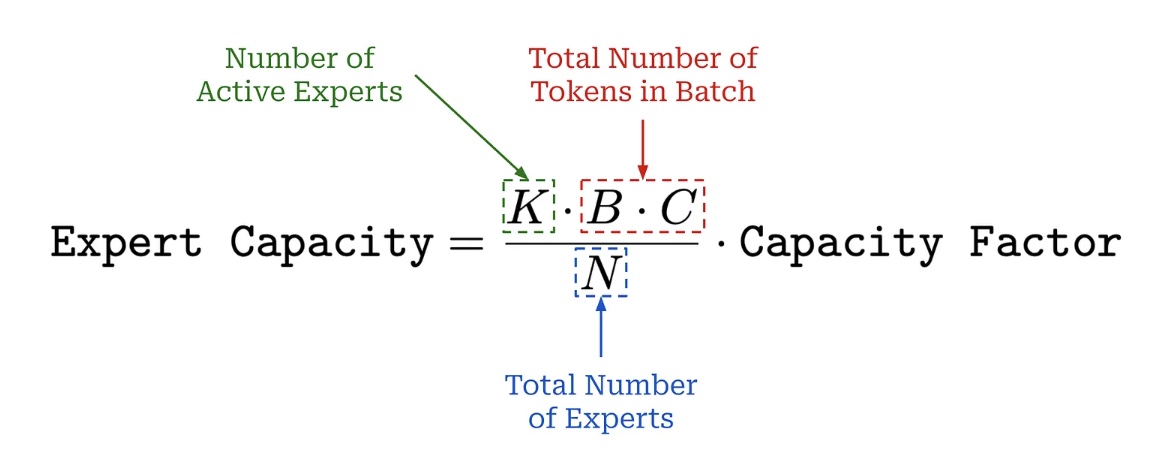 Number of
Active Experts
Total Number of
Tokens in Batch
Expert Capacity = K · B · C / N · Capacity Factor
Total Number
of Experts